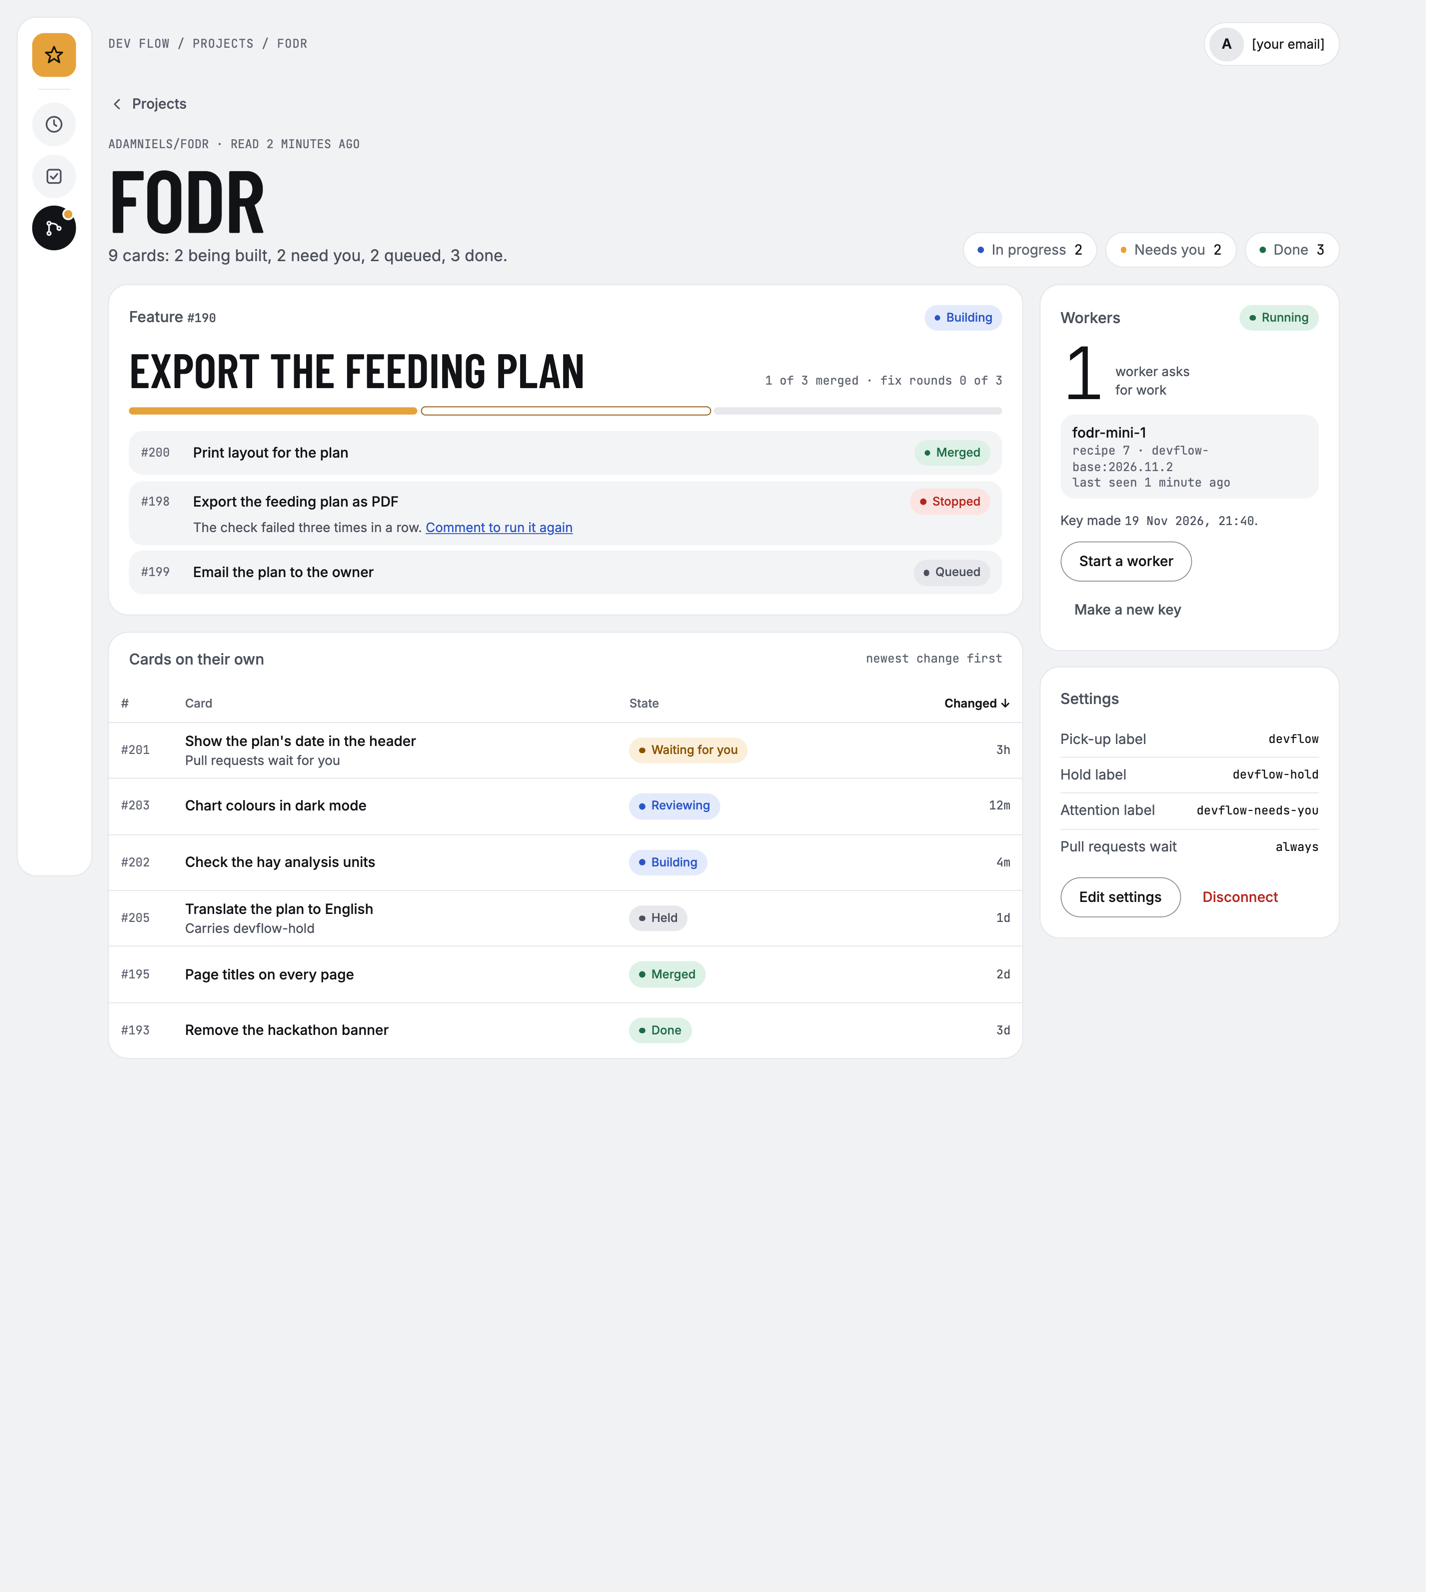 DEV FLOW / PROJECTS / FODR
A [your email]
Projects
ADAMNIELS/FODR · READ 2 MINUTES AGO
FODR
9 cards: 2 being built, 2 need you, 2 queued, 3 done.
In progress 2
Needs you 2
Done 3
Feature #190
Building
EXPORT THE FEEDING PLAN
1 of 3 merged · fix rounds 0 of 3
#200 Print layout for the plan Merged
#198 Export the feeding plan as PDF Stopped
The check failed three times in a row. Comment to run it again
#199 Email the plan to the owner Queued
Cards on their own
newest change first
# Card State Changed ↓
#201 Show the plan's date in the header Waiting for you 3h
Pull requests wait for you
#203 Chart colours in dark mode Reviewing 12m
#202 Check the hay analysis units Building 4m
#205 Translate the plan to English Held 1d
Carries devflow-hold
#195 Page titles on every page Merged 2d
#193 Remove the hackathon banner Done 3d
Workers
Running
1 worker asks
for work
fodr-mini-1
recipe 7 · devflow-
base:2026.11.2
last seen 1 minute ago
Key made 19 Nov 2026, 21:40.
Start a worker
Make a new key
Settings
Pick-up label devflow
Hold label devflow-hold
Attention label devflow-needs-you
Pull requests wait always
Edit settings
Disconnect